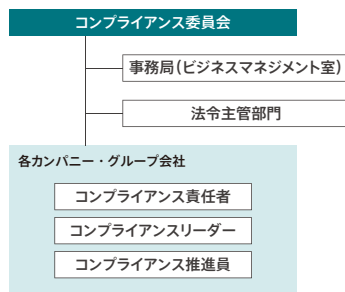 コンプライアンス委員会
事務局(ビジネスマネジメント室)
法令主管部門
各カンパニー・グループ会社
コンプライアンス責任者
コンプライアンスリーダー
コンプライアンス推進員